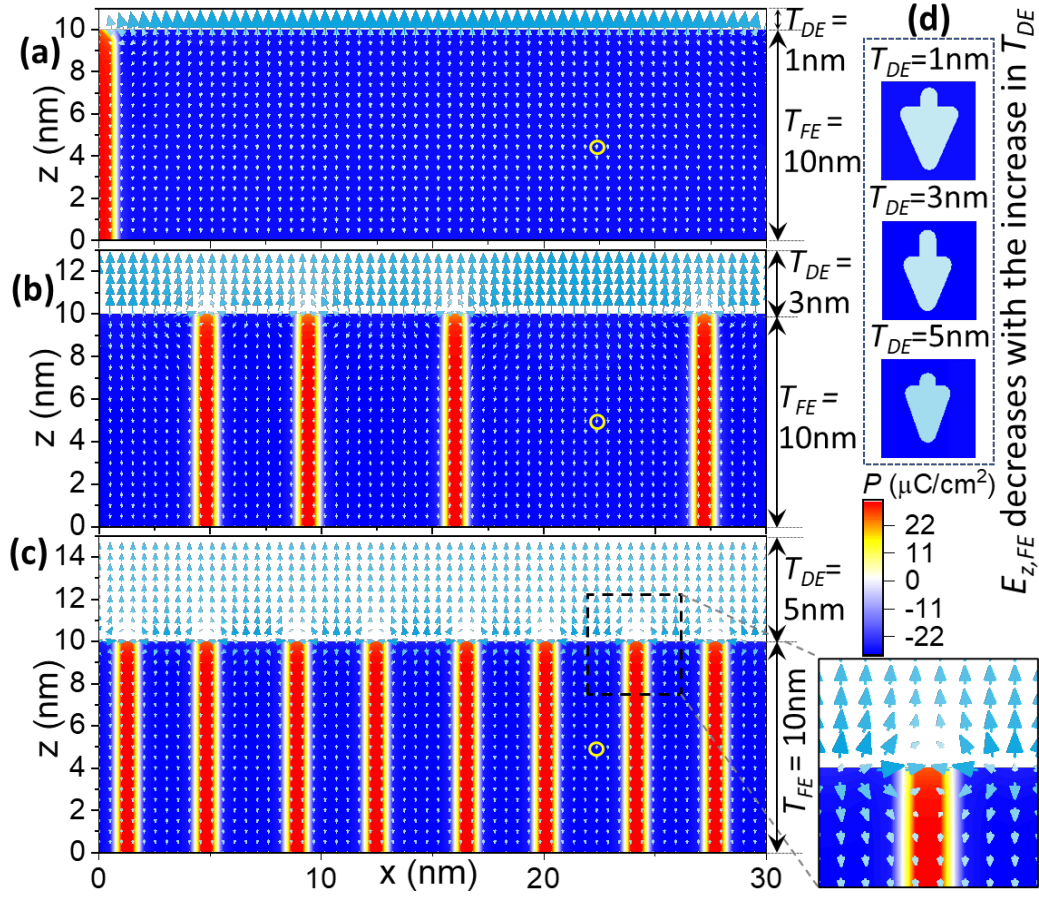 (a)
z (nm)
10
8
6
4
2
0
T_DE =
1nm
T_FE =
10nm
(b)
z (nm)
12
10
8
6
4
2
0
T_DE =
3nm
T_FE =
10nm
(c)
z (nm)
14
12
10
8
6
4
2
0
T_DE=
5nm
T_FE = 10nm
0
10
20
30
x (nm)
(d)
T_DE=1nm
T_DE=3nm
T_DE=5nm
E_z,FE decreases with the increase in T_DE
P (μC/cm²)
22
11
0
-11
-22